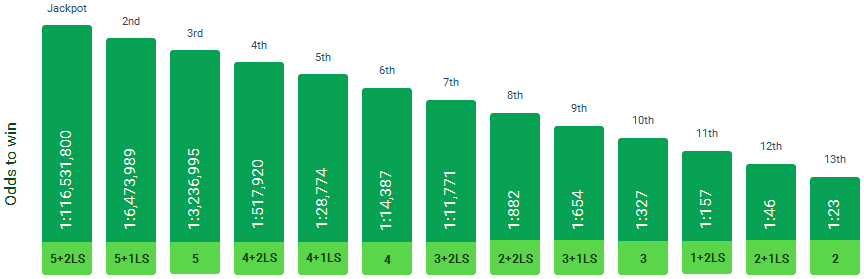 Jackpot
2nd
3rd
4th
5th
6th
7th
8th
9th
10th
11th
12th
13th
Odds to win
1:116,531,800
1:6,473,989
1:3,236,995
1:517,920
1:28,774
1:14,387
1:11,771
1:882
1:654
1:327
1:157
1:46
1:23
5+2LS
5+1LS
5
4+2LS
4+1LS
4
3+2LS
2+2LS
3+1LS
3
1+2LS
2+1LS
2